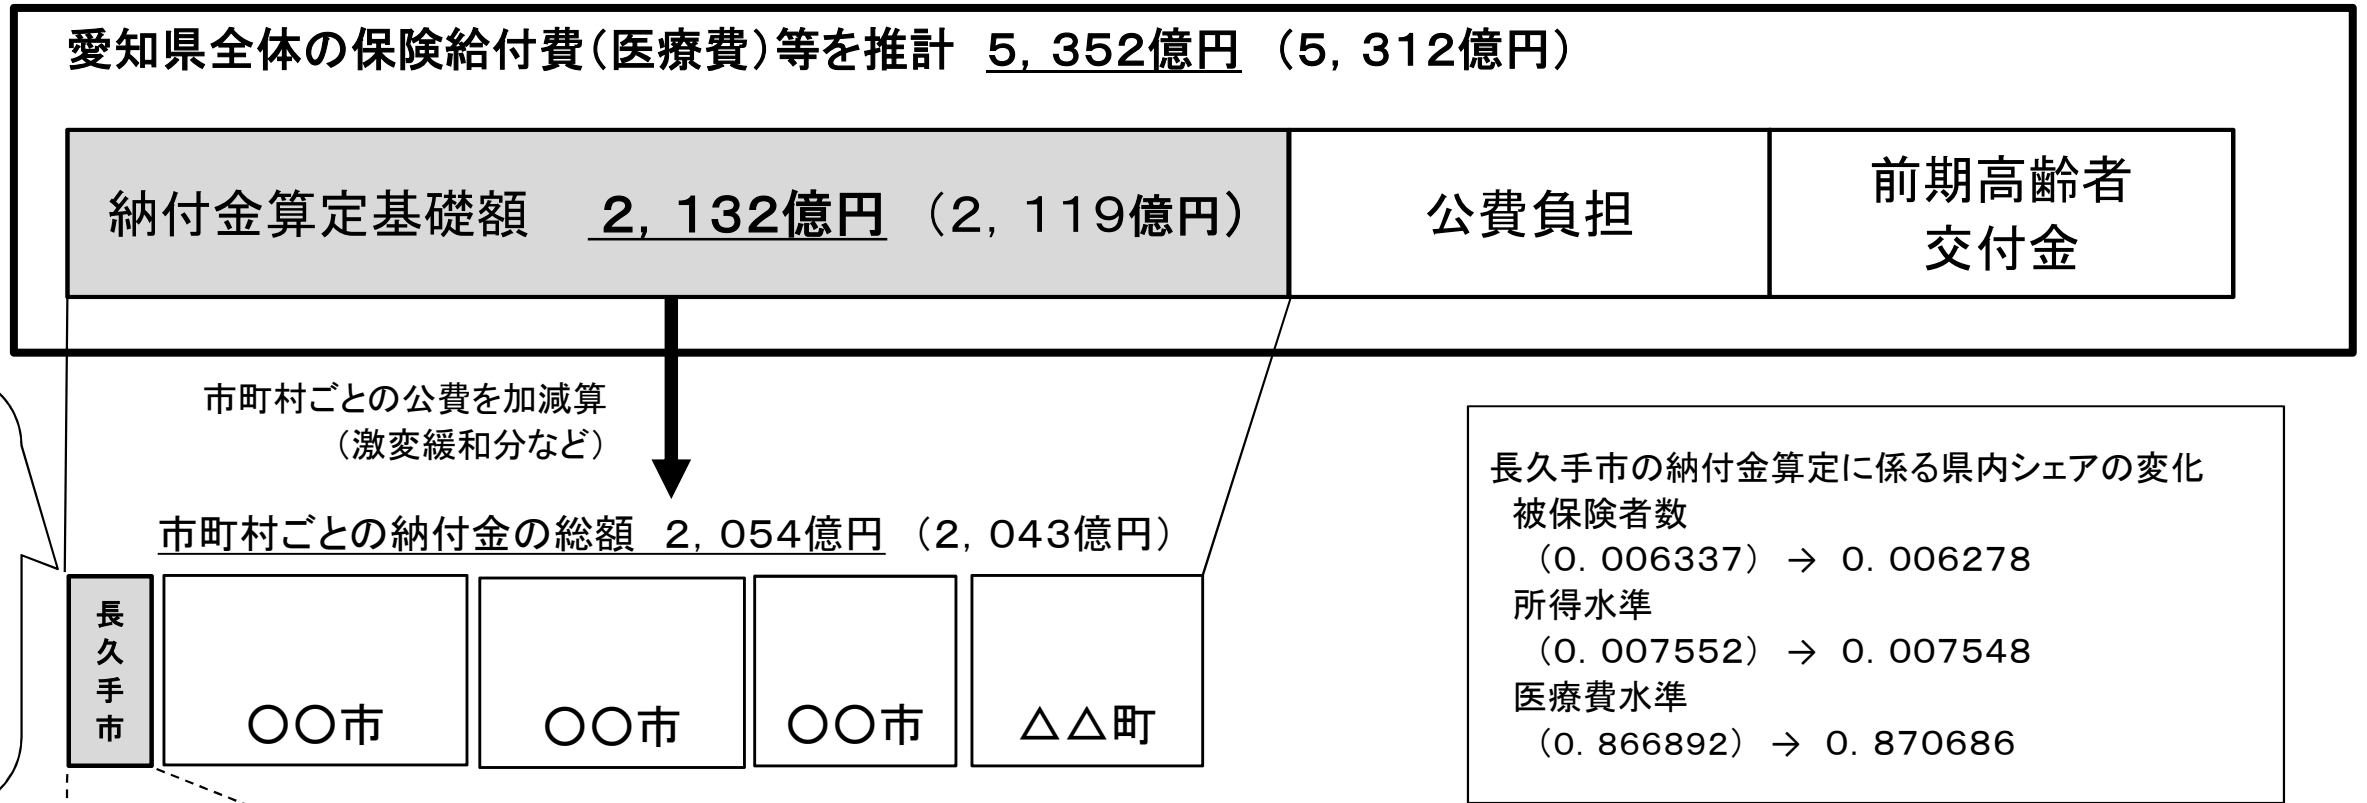 愛知県全体の保険給付費（医療費）等を推計　５，３５２億円　（５，３１２億円）
納付金算定基礎額　２，１３２億円　（２，１１９億円）
公費負担
前期高齢者
交付金
市町村ごとの公費を加減算
（激変緩和分など）
市町村ごとの納付金の総額　２，０５４億円　（２，０４３億円）
長久手市
○○市
○○市
○○市
△△町
長久手市の納付金算定に係る県内シェアの変化
被保険者数
（０．００６３３７）　→　０．００６２７８
所得水準
（０．００７５５２）　→　０．００７５４８
医療費水準
（０．８６６８９２）　→　０．８７０６８６